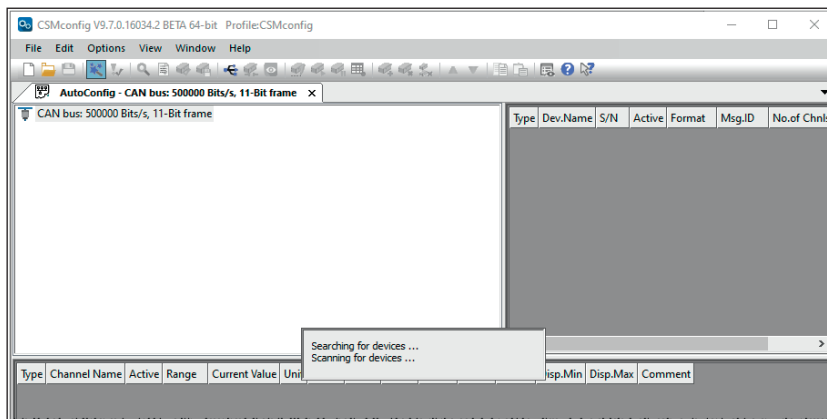 CSMconfig V9.7.0.16034.2 BETA 64-bit Profile:CSMconfig
File Edit Options View Window Help
AutoConfig - CAN bus: 500000 Bits/s, 11-Bit frame
CAN bus: 500000 Bits/s, 11-Bit frame
Type Dev.Name S/N Active Format Msg.ID No.of Chnls
Searching for devices ...
Scanning for devices ...
Type Channel Name Active Range Current Value Disp.Max Comment